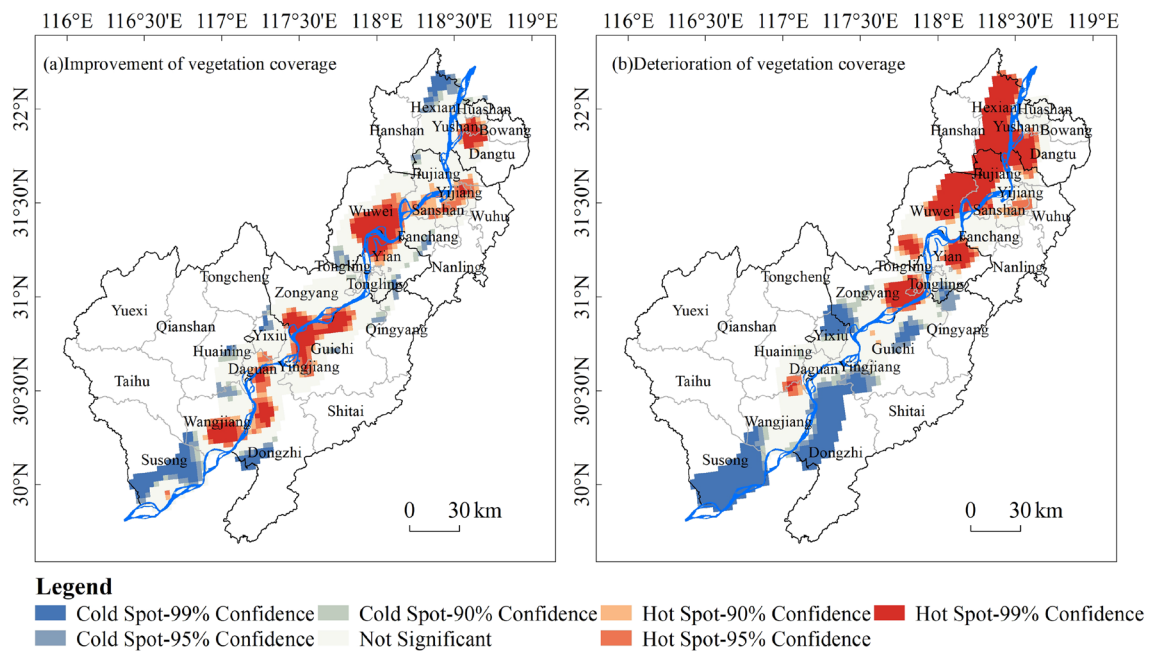 116°E 116°30′E 117°E 117°30′E 118°E 118°30′E 119°E
116°E 116°30′E 117°E 117°30′E 118°E 118°30′E 119°E
32°N
31°30′N
31°N
30°30′N
30°N
(a)Improvement of vegetation coverage
Hexian
Huashan
Hanshan
Yushan
Bowang
Dangtu
Jiujiang
Yijiang
Wuwei
Sanshan
Wuhu
Fanchang
Yian
Tongling
Nanling
Tongcheng
Tongling
Zongyang
Yuexi
Qianshan
Qingyang
Yixiu
Guichi
Huaining
Daguan
Yingjiang
Taihu
Shitai
Wangjiang
Dongzhi
Susong
0 30 km
32°N
31°30′N
31°N
30°30′N
30°N
(b)Deterioration of vegetation coverage
Hexian
Huashan
Hanshan
Yushan
Bowang
Dangtu
Jiujiang
Yijiang
Wuwei
Sanshan
Wuhu
Fanchang
Yian
Tongling
Nanling
Tongcheng
Tongling
Zongyang
Yuexi
Qianshan
Qingyang
Yixiu
Guichi
Huaining
Daguan
Yingjiang
Taihu
Shitai
Wangjiang
Dongzhi
Susong
0 30 km
Legend
Cold Spot-99% Confidence
Cold Spot-90% Confidence
Hot Spot-90% Confidence
Hot Spot-99% Confidence
Cold Spot-95% Confidence
Not Significant
Hot Spot-95% Confidence